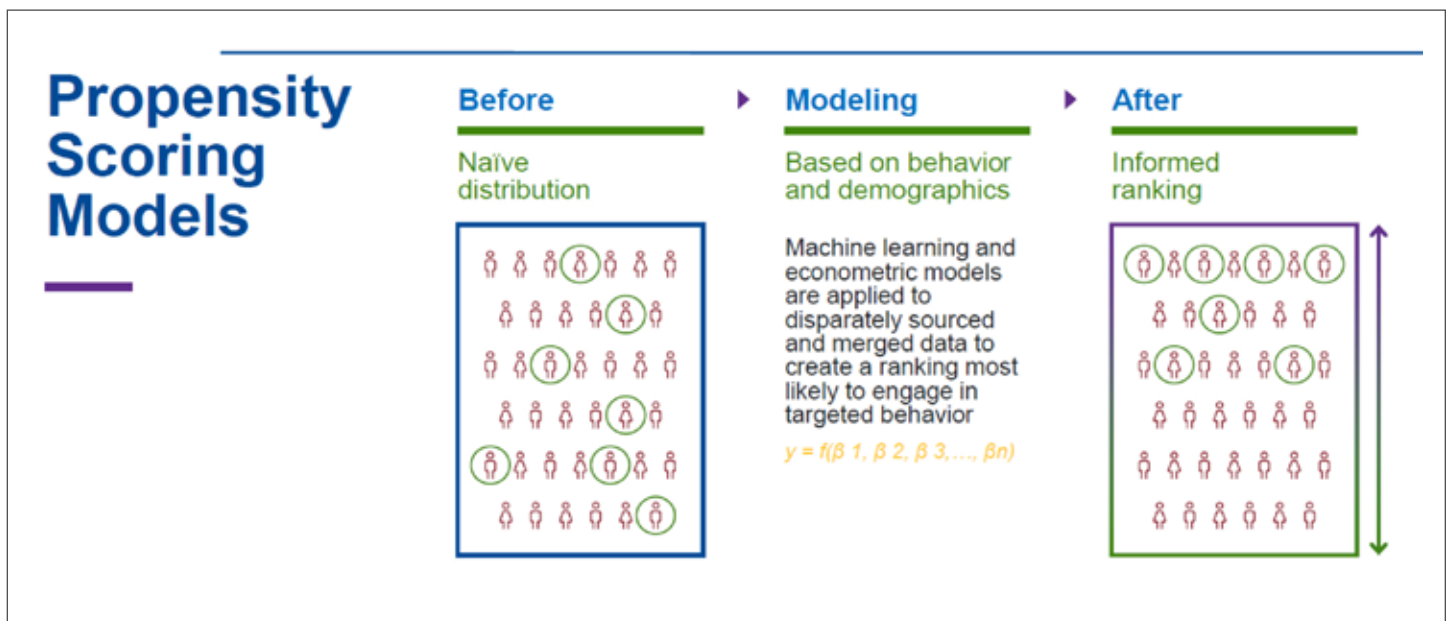 Propensity
Scoring
Models
Before
Naïve
distribution
Modeling
Based on behavior
and demographics
Machine learning and
econometric models
are applied to
disparately sourced
and merged data to
create a ranking most
likely to engage in
targeted behavior
y = f(β 1, β 2, β 3,…, βn)
After
Informed
ranking